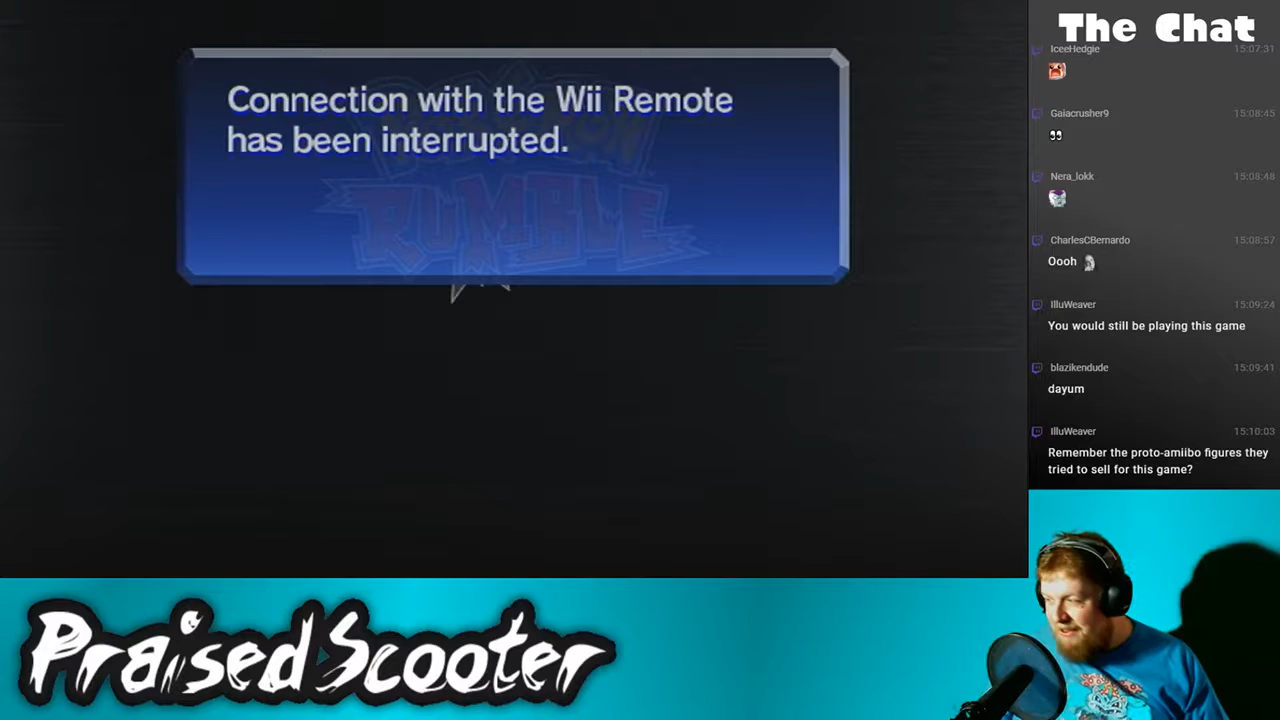 Connection with the Wii Remote
has been interrupted.
RUMBLE
The Chat
IceeHedgie 15:07:31
Gaiacrusher9 15:08:45
Nera_lokk 15:08:48
CharlesCBernardo 15:08:57
Oooh
IlluWeaver 15:09:24
You would still be playing this game
blazikendude 15:09:41
dayum
IlluWeaver 15:10:03
Remember the proto-amiibo figures they
tried to sell for this game?
PraisedScooter